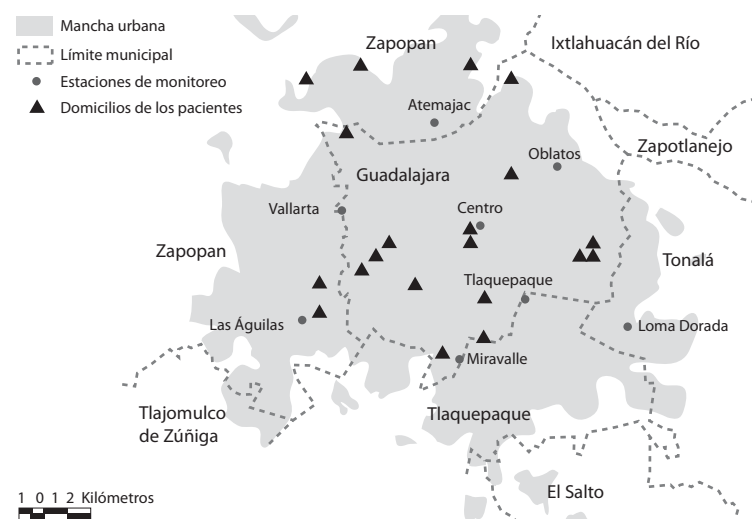 Mancha urbana
Límite municipal
Estaciones de monitoreo
Domicilios de los pacientes
Zapopan
Ixtlahuacán del Río
Atemajac
Zapotlanejo
Oblatos
Guadalajara
Vallarta
Centro
Zapopan
Tonalá
Tlaquepaque
Las Águilas
Loma Dorada
Miravalle
Tlajomulco
de Zúñiga
Tlaquepaque
El Salto
1 0 1 2 Kilómetros